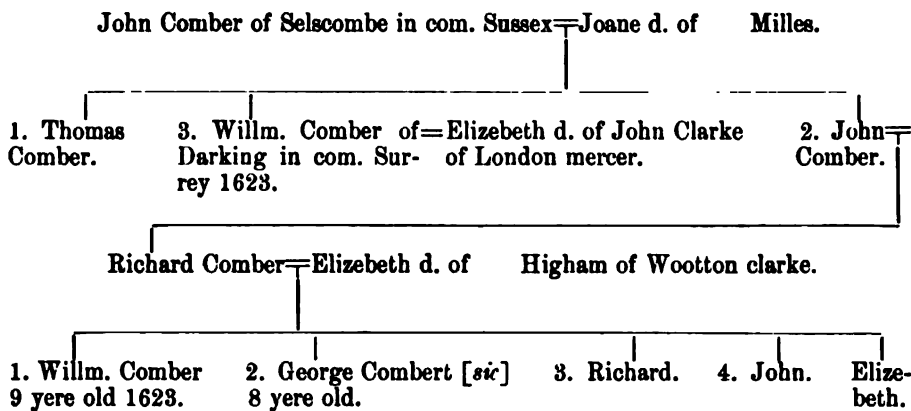 John Comber of Selscombe in com. Sussex=Joane d. of Milles.
1. Thomas Comber.
3. Willm. Comber of=Elizebeth d. of John Clarke
Darking in com. Sur- of London mercer.
rey 1623.
2. John=
Comber.
Richard Comber=Elizebeth d. of Higham of Wootton clarke.
1. Willm. Comber
9 yere old 1623.
2. George Combert [sic]
8 yere old.
3. Richard.
4. John.
Elize-
beth.